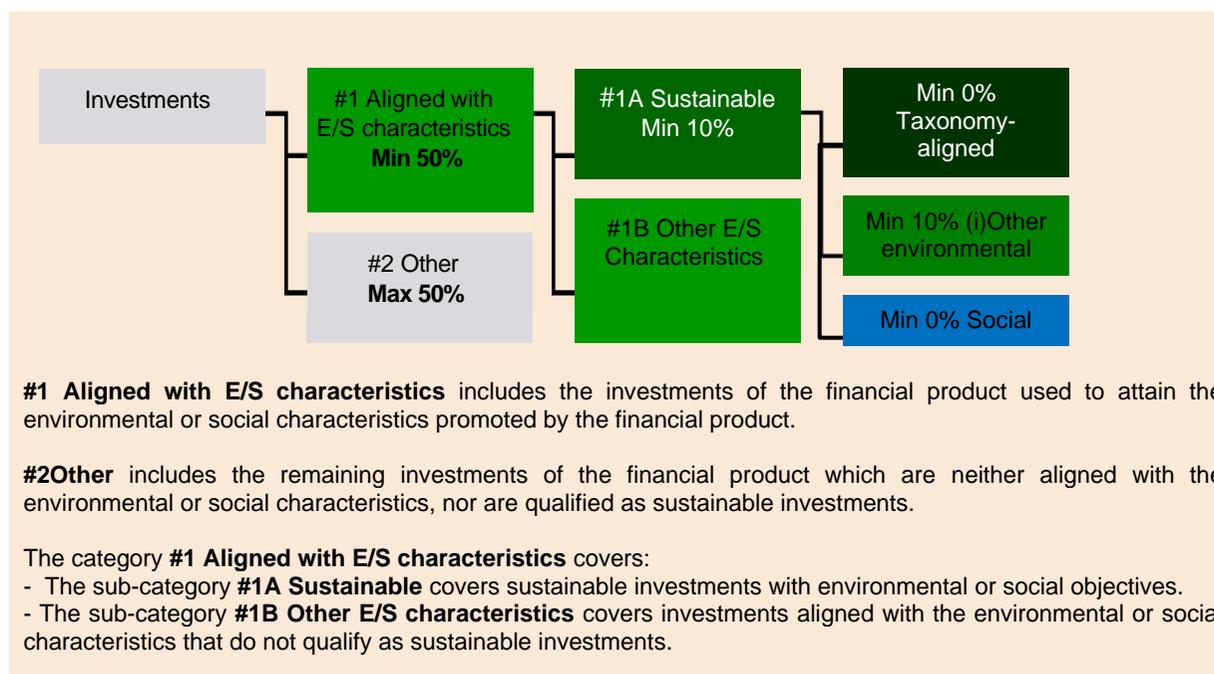 Investments
#1 Aligned with
E/S characteristics
Min 50%
#2 Other
Max 50%
#1A Sustainable
Min 10%
#1B Other E/S
Characteristics
Min 0%
Taxonomy-
aligned
Min 10% (i)Other
environmental
Min 0% Social
#1 Aligned with E/S characteristics includes the investments of the financial product used to attain the
environmental or social characteristics promoted by the financial product.
#2Other includes the remaining investments of the financial product which are neither aligned with the
environmental or social characteristics, nor are qualified as sustainable investments.
The category #1 Aligned with E/S characteristics covers:
- The sub-category #1A Sustainable covers sustainable investments with environmental or social objectives.
- The sub-category #1B Other E/S characteristics covers investments aligned with the environmental or social
characteristics that do not qualify as sustainable investments.